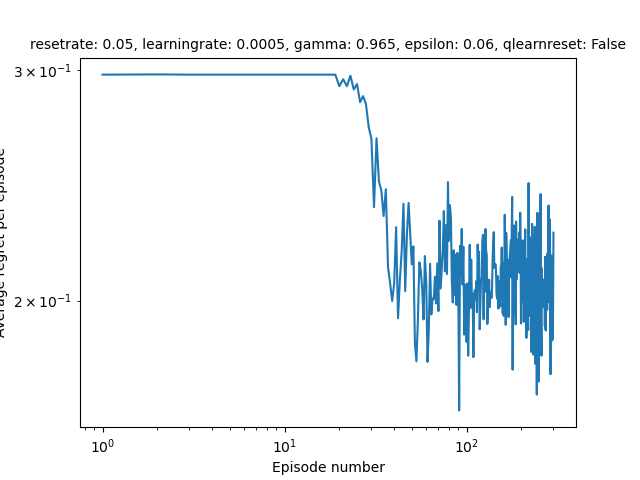 resetrate: 0.05, learningrate: 0.0005, gamma: 0.965, epsilon: 0.06, qlearnreset: False
3 × 10⁻¹
Average regret per episode
2 × 10⁻¹
10⁰ 10¹ 10²
Episode number